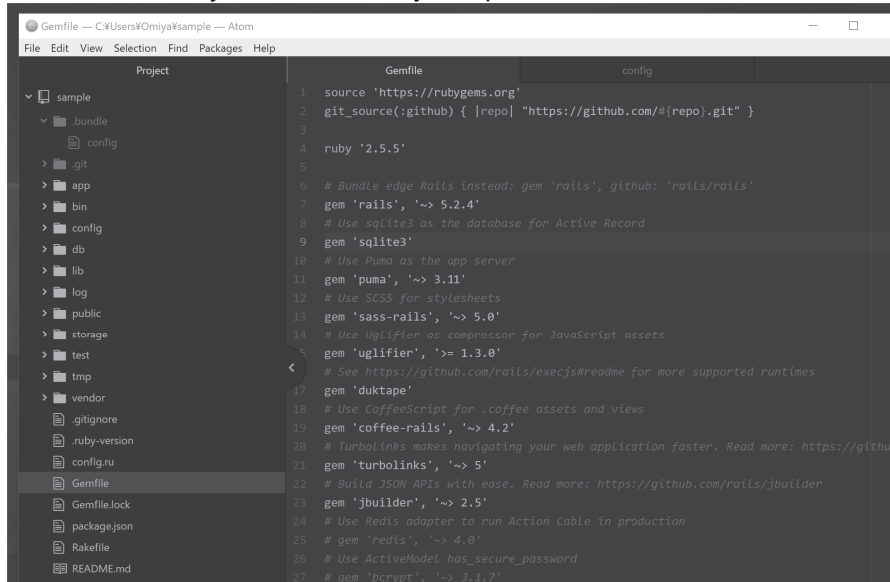 Gemfile — C:¥Users¥Omiya¥sample — Atom
File Edit View Selection Find Packages Help
Project
sample
.bundle
config
.git
app
bin
config
db
lib
log
public
storage
test
tmp
vendor
.gitignore
.ruby-version
config.ru
Gemfile
Gemfile.lock
package.json
Rakefile
README.md
Gemfile config
1 source 'https://rubygems.org'
2 git_source(:github) { |repo| "https://github.com/#{repo}.git" }
3
4 ruby '2.5.5'
5
6 # Bundle edge Rails instead: gem 'rails', github: 'rails/rails'
7 gem 'rails', '~> 5.2.4'
8 # Use sqlite3 as the database for Active Record
9 gem 'sqlite3'
10 # Use Puma as the app server
11 gem 'puma', '~> 3.11'
12 # Use SCSS for stylesheets
13 gem 'sass-rails', '~> 5.0'
14 # Use Uglifier as compressor for JavaScript assets
5 gem 'uglifier', '>= 1.3.0'
# See https://github.com/rails/execjs#readme for more supported runtimes
17 gem 'duktape'
18 # Use CoffeeScript for .coffee assets and views
19 gem 'coffee-rails', '~> 4.2'
20 # Turbolinks makes navigating your web application faster. Read more: https://githu
21 gem 'turbolinks', '~> 5'
22 # Build JSON APIs with ease. Read more: https://github.com/rails/jbuilder
23 gem 'jbuilder', '~> 2.5'
24 # Use Redis adapter to run Action Cable in production
25 # gem 'redis', '~> 4.0'
26 # Use ActiveModel has_secure_password
27 # gem 'bcrypt', '~> 3.1.7'